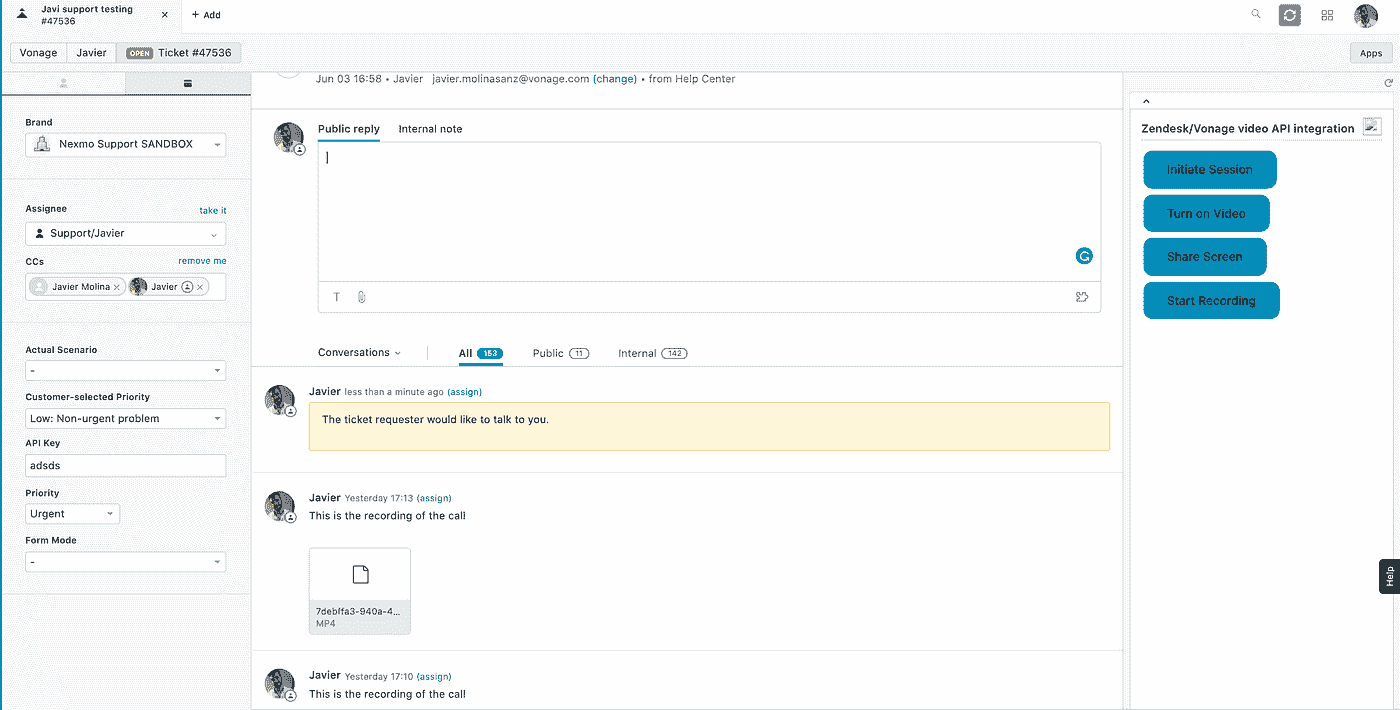 Javi support testing
#47536
+ Add
Vonage
Javier
OPEN Ticket #47536
Apps
Brand
Nexmo Support SANDBOX
Assignee
take it
Support/Javier
CCs
remove me
Javier Molina
Javier
Actual Scenario
-
Customer-selected Priority
Low: Non-urgent problem
API Key
adsds
Priority
Urgent
Form Mode
-
Jun 03 16:58 • Javier javier.molinasanz@vonage.com (change) • from Help Center
Public reply
Internal note
T
Conversations
All 153
Public 11
Internal 142
Javier less than a minute ago (assign)
The ticket requester would like to talk to you.
Javier Yesterday 17:13 (assign)
This is the recording of the call
7debffa3-940a-4...
MP4
Javier Yesterday 17:10 (assign)
This is the recording of the call
Zendesk/Vonage video API integration
Initiate Session
Turn on Video
Share Screen
Start Recording
Help